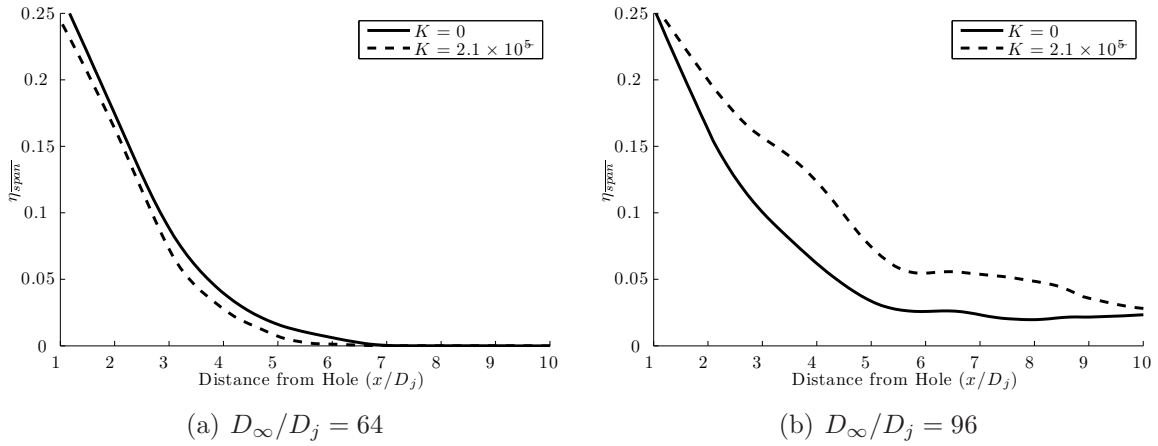 0.25
0.2
0.15
0.1
0.05
0
η_span
1 2 3 4 5 6 7 8 9 10
Distance from Hole (x/D_j)
K = 0
K = 2.1 × 10^5
(a) D_∞/D_j = 64
0.25
0.2
0.15
0.1
0.05
0
η_span
1 2 3 4 5 6 7 8 9 10
Distance from Hole (x/D_j)
K = 0
K = 2.1 × 10^5
(b) D_∞/D_j = 96